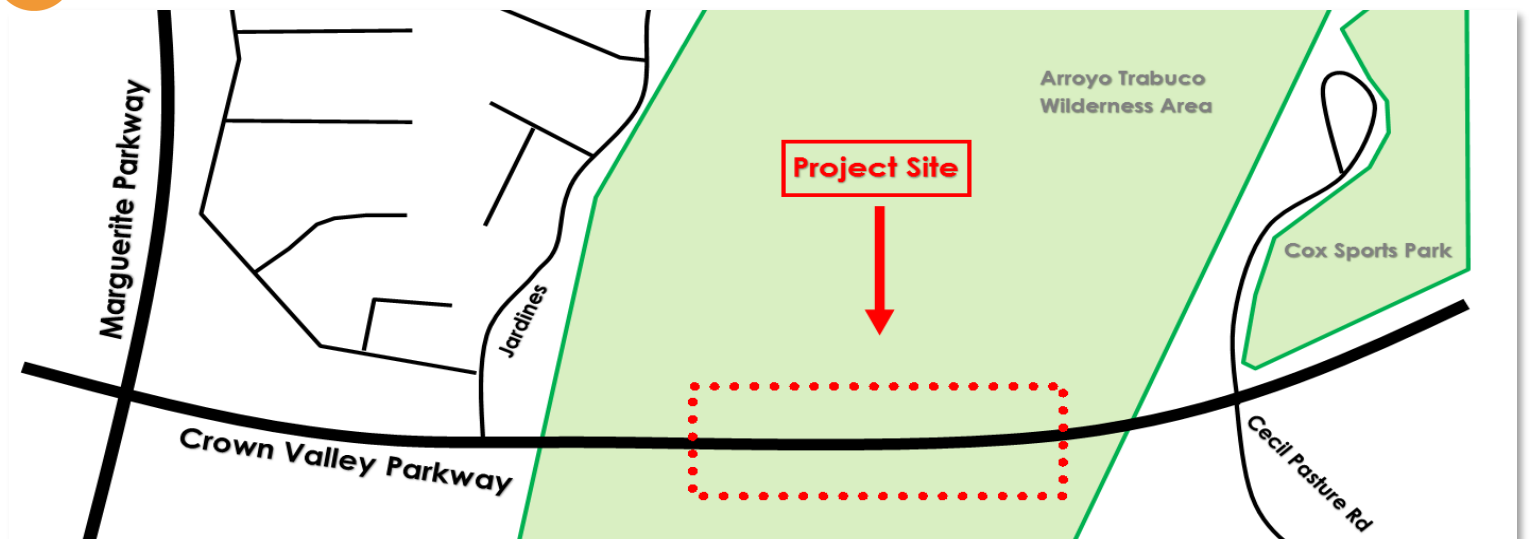 Marguerite Parkway
Arroyo Trabuco
Wilderness Area
Project Site
Cox Sports Park
Jardines
Crown Valley Parkway
Cecil Pasture Rd